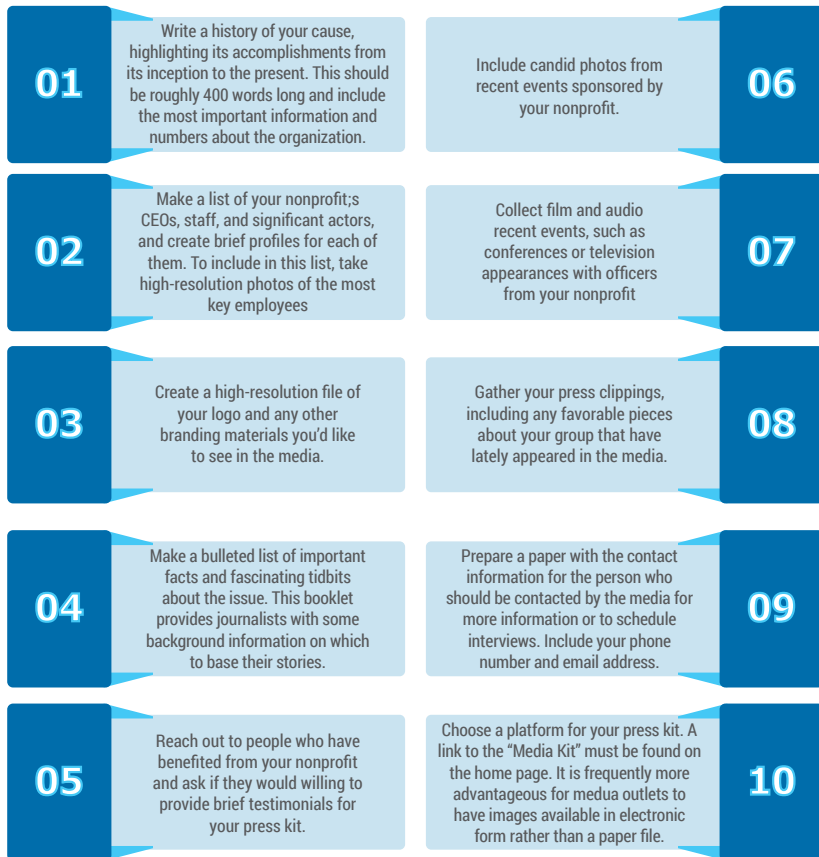 01
Write a history of your cause,
highlighting its accomplishments from
its inception to the present. This should
be roughly 400 words long and include
the most important information and
numbers about the organization.
02
Make a list of your nonprofit;s
CEOs, staff, and significant actors,
and create brief profiles for each of
them. To include in this list, take
high-resolution photos of the most
key employees
03
Create a high-resolution file of
your logo and any other
branding materials you’d like
to see in the media.
04
Make a bulleted list of important
facts and fascinating tidbits
about the issue. This booklet
provides journalists with some
background information on which
to base their stories.
05
Reach out to people who have
benefited from your nonprofit
and ask if they would willing to
provide brief testimonials for
your press kit.
06
Include candid photos from
recent events sponsored by
your nonprofit.
07
Collect film and audio
recent events, such as
conferences or television
appearances with officers
from your nonprofit
08
Gather your press clippings,
including any favorable pieces
about your group that have
lately appeared in the media.
09
Prepare a paper with the contact
information for the person who
should be contacted by the media for
more information or to schedule
interviews. Include your phone
number and email address.
10
Choose a platform for your press kit. A
link to the “Media Kit” must be found on
the home page. It is frequently more
advantageous for medua outlets to
have images available in electronic
form rather than a paper file.